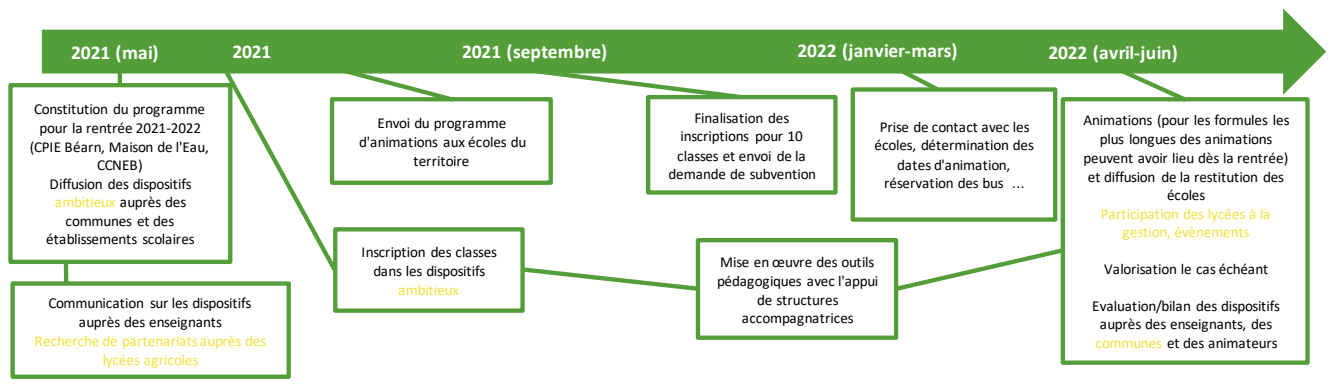 2021 (mai)
2021
2021 (septembre)
2022 (janvier-mars)
2022 (avril-juin)
Constitution du programme
pour la rentrée 2021-2022
(CPIE Béarn, Maison de l'Eau,
CCNEB)
Diffusion des dispositifs
ambitieux auprès des
communes et des
établissements scolaires
Communication sur les dispositifs
auprès des enseignants
Recherche de partenariats auprès des
lycées agricoles
Envoi du programme
d'animations aux écoles du
territoire
Inscription des classes
dans les dispositifs
ambitieux
Finalisation des
inscriptions pour 10
classes et envoi de la
demande de subvention
Mise en œuvre des outils
pédagogiques avec l'appui
de structures
accompagnatrices
Prise de contact avec les
écoles, détermination des
dates d'animation,
réservation des bus ...
Animations (pour les formules les
plus longues des animations
peuvent avoir lieu dès la rentrée)
et diffusion de la restitution des
écoles
Participation des lycées à la
gestion, évènements
Valorisation le cas échéant
Evaluation/bilan des dispositifs
auprès des enseignants, des
communes et des animateurs